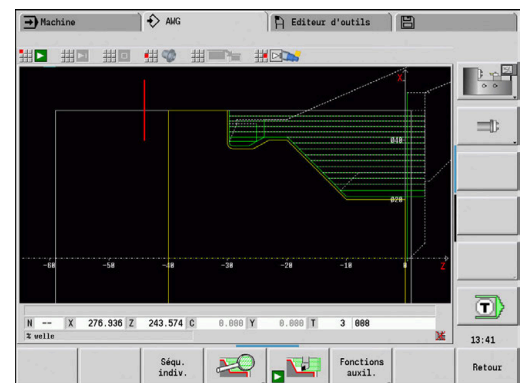 Machine AWG Editeur d'outils
X
ø40
ø20
-60 -50 -40 -30 -20 -10 0 Z
N -- X 276.936 Z 243.574 C 0.000 Y 0.000 T 3 008
% welle
T
13:41
Séqu. indiv.
Fonctions auxil.
Retour